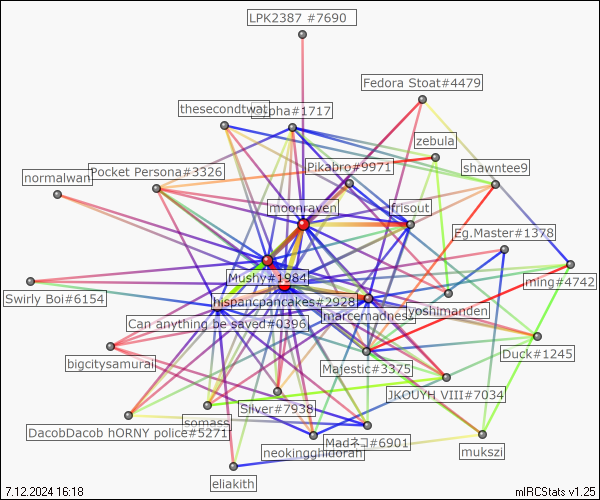 LPK2387 #7690
Fedora Stoat#4479
thesecondtwat
zebula
Pikabro#9971
shawntee9
Pocket Persona#3326
normalwan
moonraven
frisout
Eg.Master#1378
Mushy#1984
ming#4742
Swirly Boi#6154
hispancpancakes#2928
yoshimanden
marcemadness
Can anything be saved#0396
Duck#1245
bigcitysamurai
Majestic#3375
JKOUYH VIII#7034
Silver#7938
somass
DacobDacob hORNY police#5271
Madネコ#6901
neokingghidorah
mukszi
eliakith
7.12.2024 16:18
mIRCStats v1.25